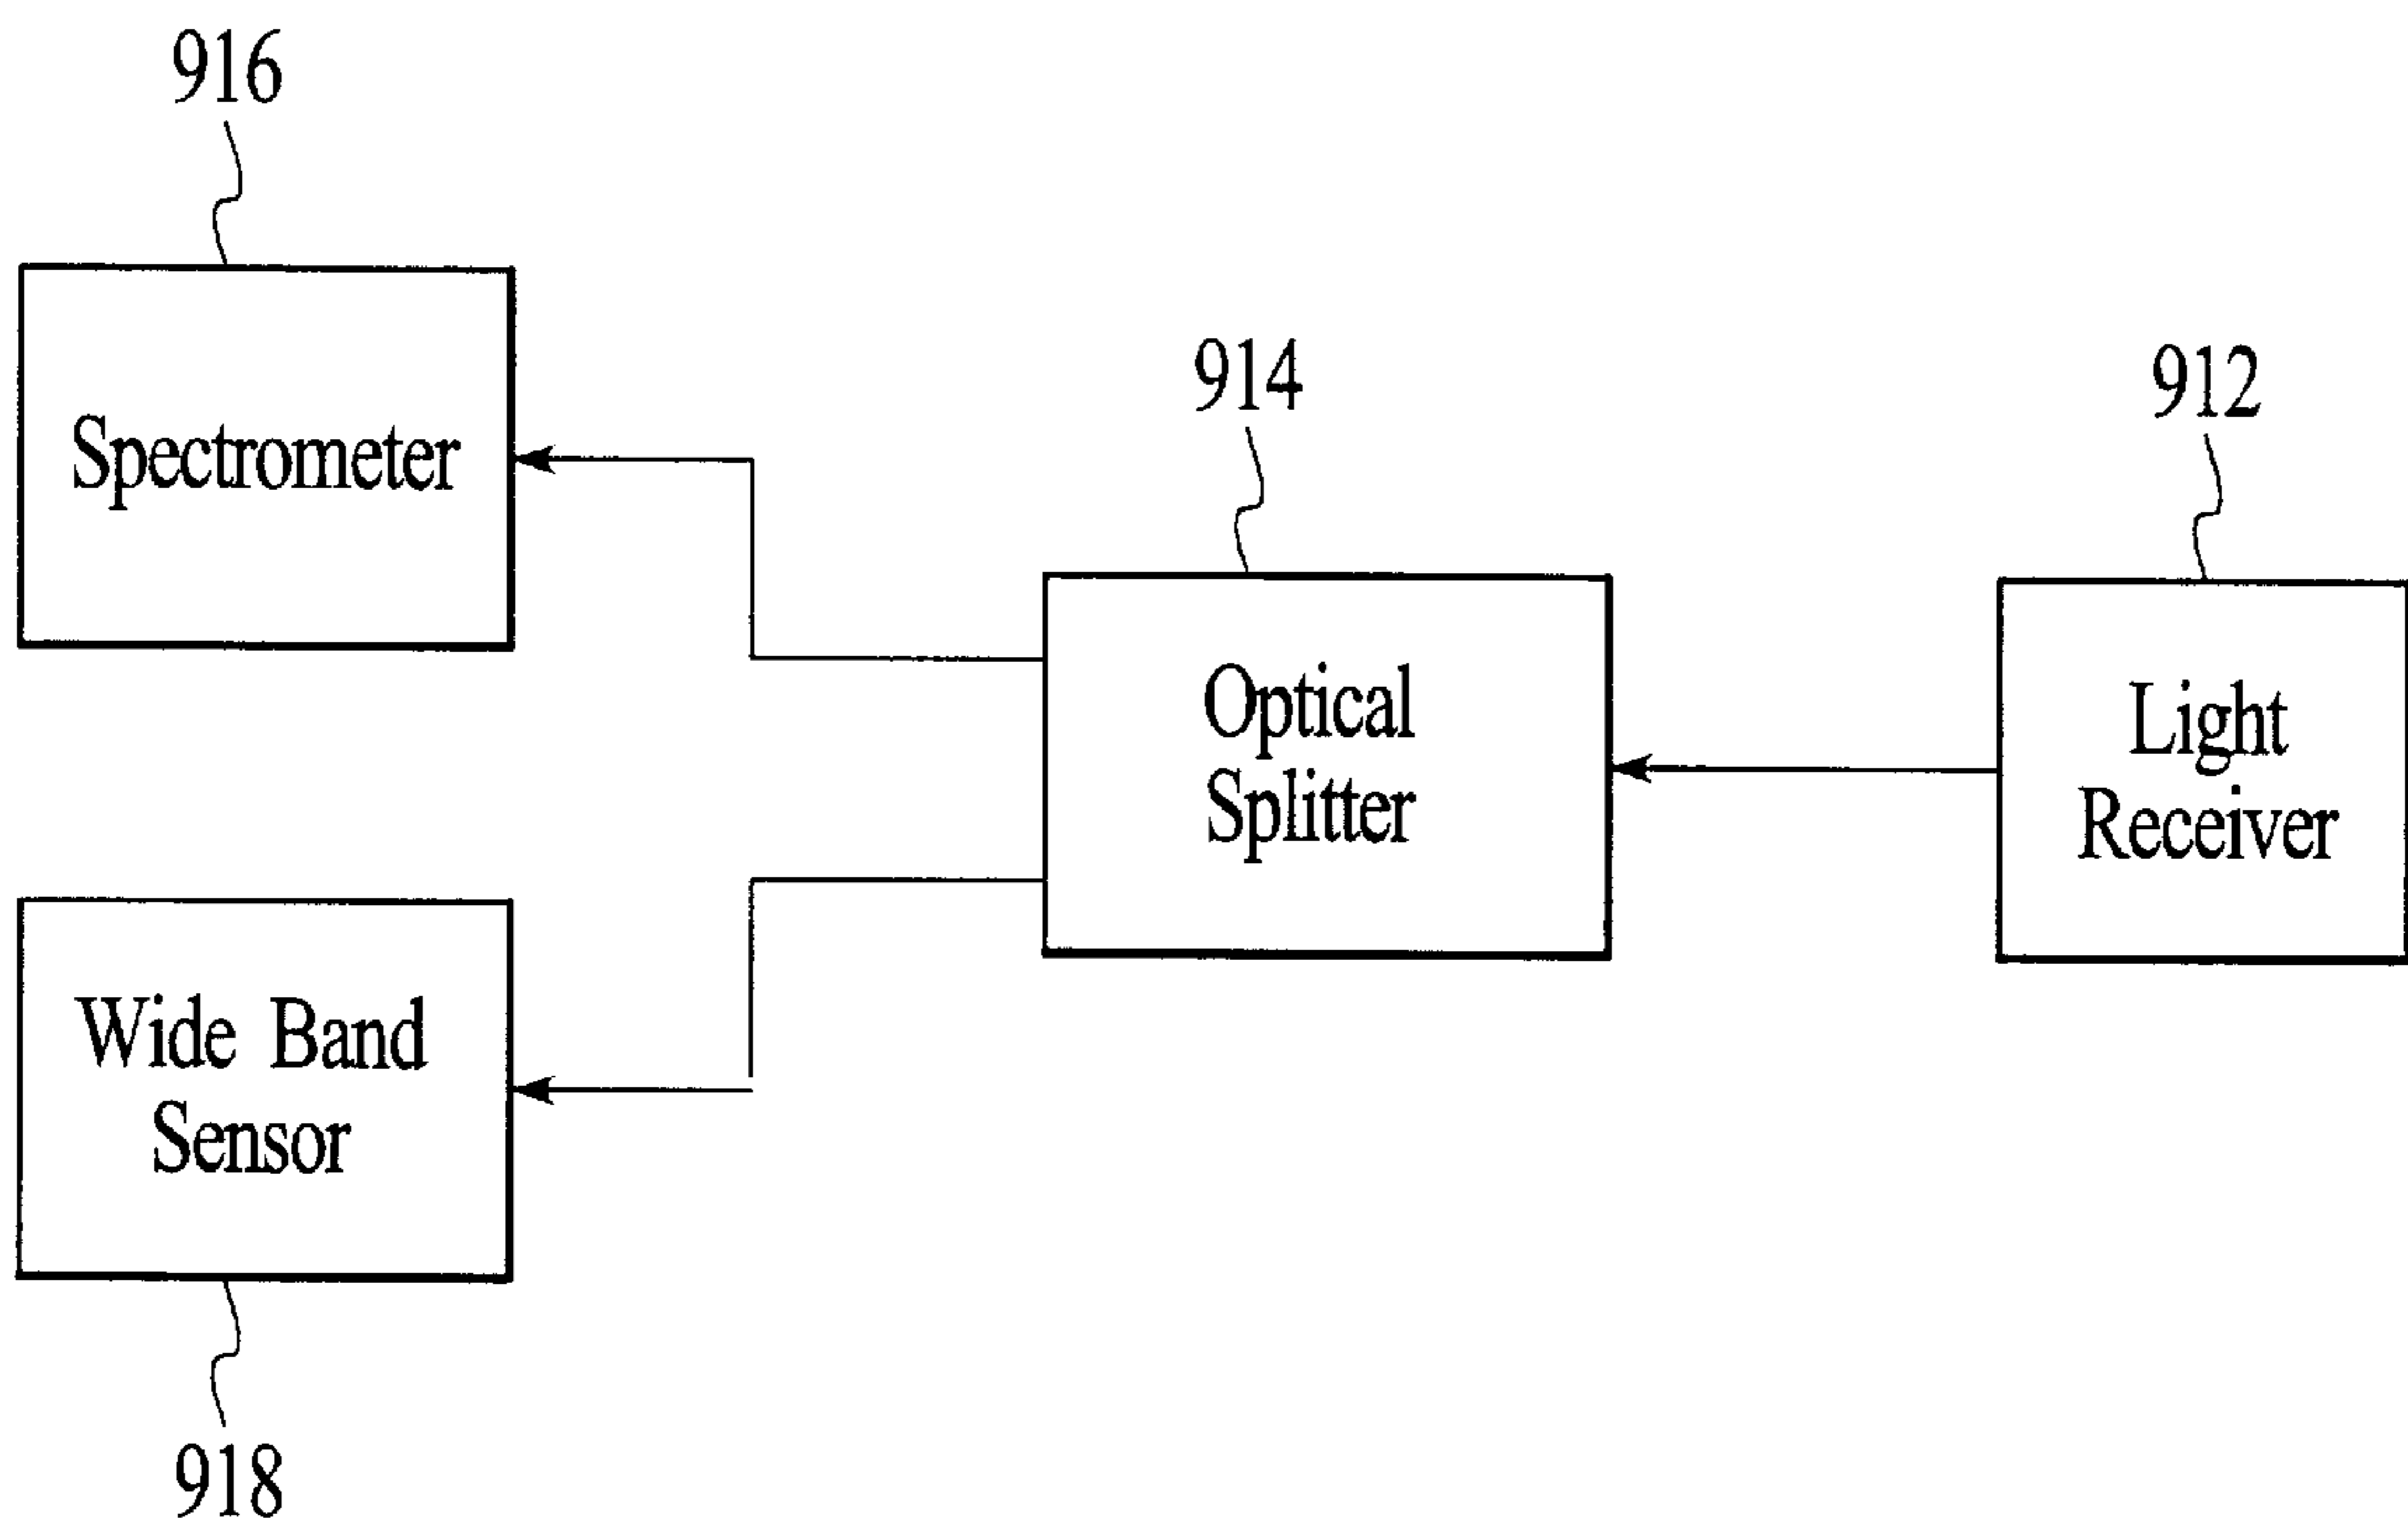 916
Spectrometer
914
Optical
Splitter
912
Light
Receiver
Wide Band
Sensor
918